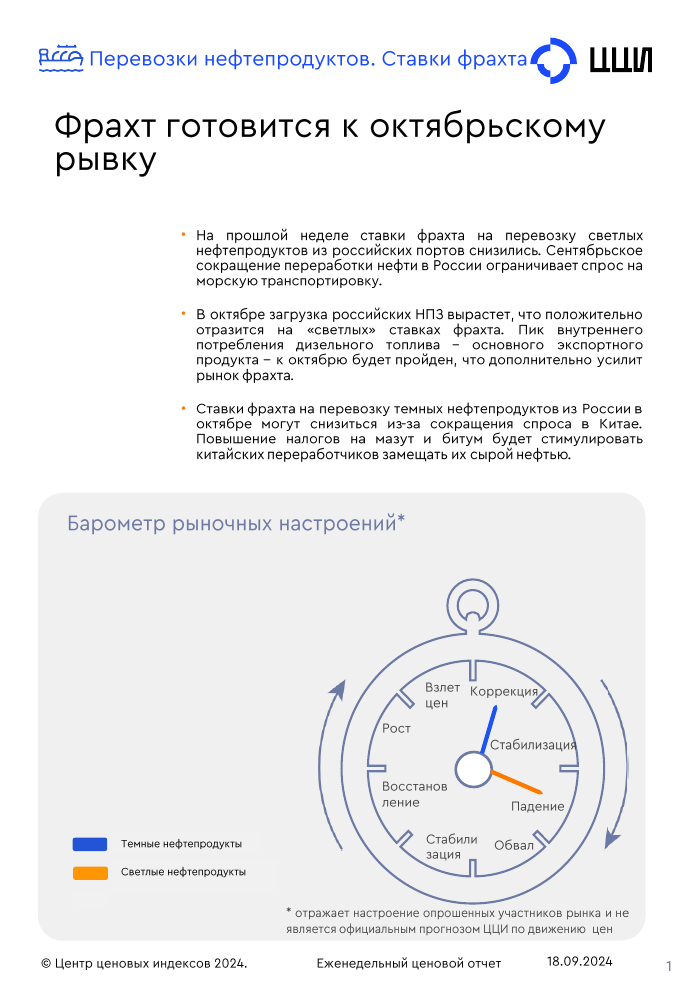 Перевозки нефтепродуктов. Ставки фрахта
ЦЦИ
Фрахт готовится к октябрьскому
рывку
• На прошлой неделе ставки фрахта на перевозку светлых
нефтепродуктов из российских портов снизились. Сентябрьское
сокращение переработки нефти в России ограничивает спрос на
морскую транспортировку.
• В октябре загрузка российских НПЗ вырастет, что положительно
отразится на «светлых» ставках фрахта. Пик внутреннего
потребления дизельного топлива – основного экспортного
продукта – к октябрю будет пройден, что дополнительно усилит
рынок фрахта.
• Ставки фрахта на перевозку темных нефтепродуктов из России в
октябре могут снизиться из-за сокращения спроса в Китае.
Повышение налогов на мазут и битум будет стимулировать
китайских переработчиков замещать их сырой нефтью.
Барометр рыночных настроений*
Взлет
цен
Коррекция
Рост
Стабилизация
Восстанов
ление
Падение
Стабили
зация
Обвал
Темные нефтепродукты
Светлые нефтепродукты
* отражает настроение опрошенных участников рынка и не
является официальным прогнозом ЦЦИ по движению цен
© Центр ценовых индексов 2024.
Еженедельный ценовой отчет
18.09.2024
1